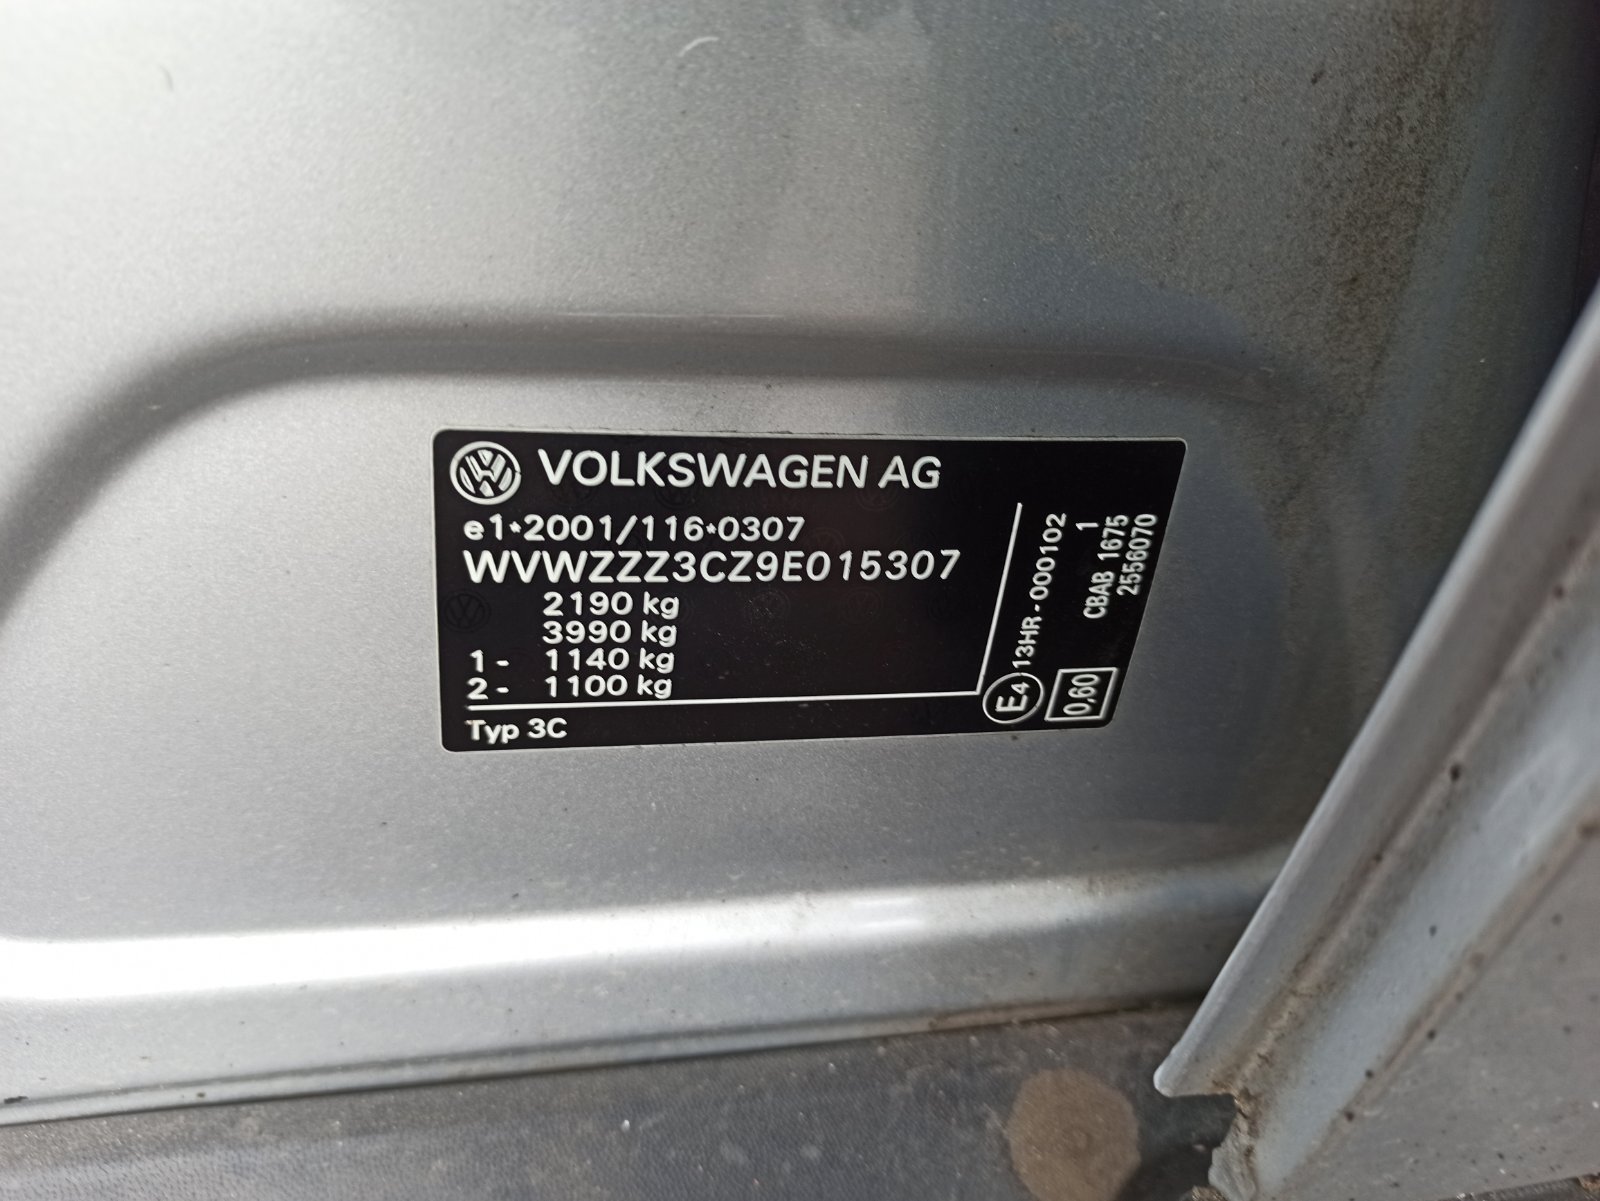 VOLKSWAGEN AG
e1*2001/116*0307
WVWZZZ3CZ9E015307
2190 kg
3990 kg
1- 1140 kg
2- 1100 kg
Typ 3C
E4 13HR-000102
0,60
1
CBAB 1675
2556070